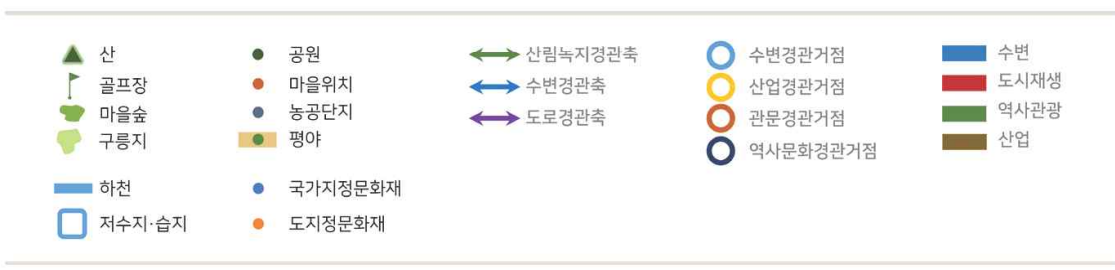 산
골프장
마을숲
구릉지
하천
저수지·습지
공원
마을위치
농공단지
평야
국가지정문화재
도지정문화재
산림녹지경관축
수변경관축
도로경관축
수변경관거점
산업경관거점
관문경관거점
역사문화경관거점
수변
도시재생
역사관광
산업